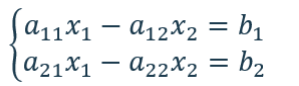 a₁₁x₁ − a₁₂x₂ = b₁
a₂₁x₁ − a₂₂x₂ = b₂